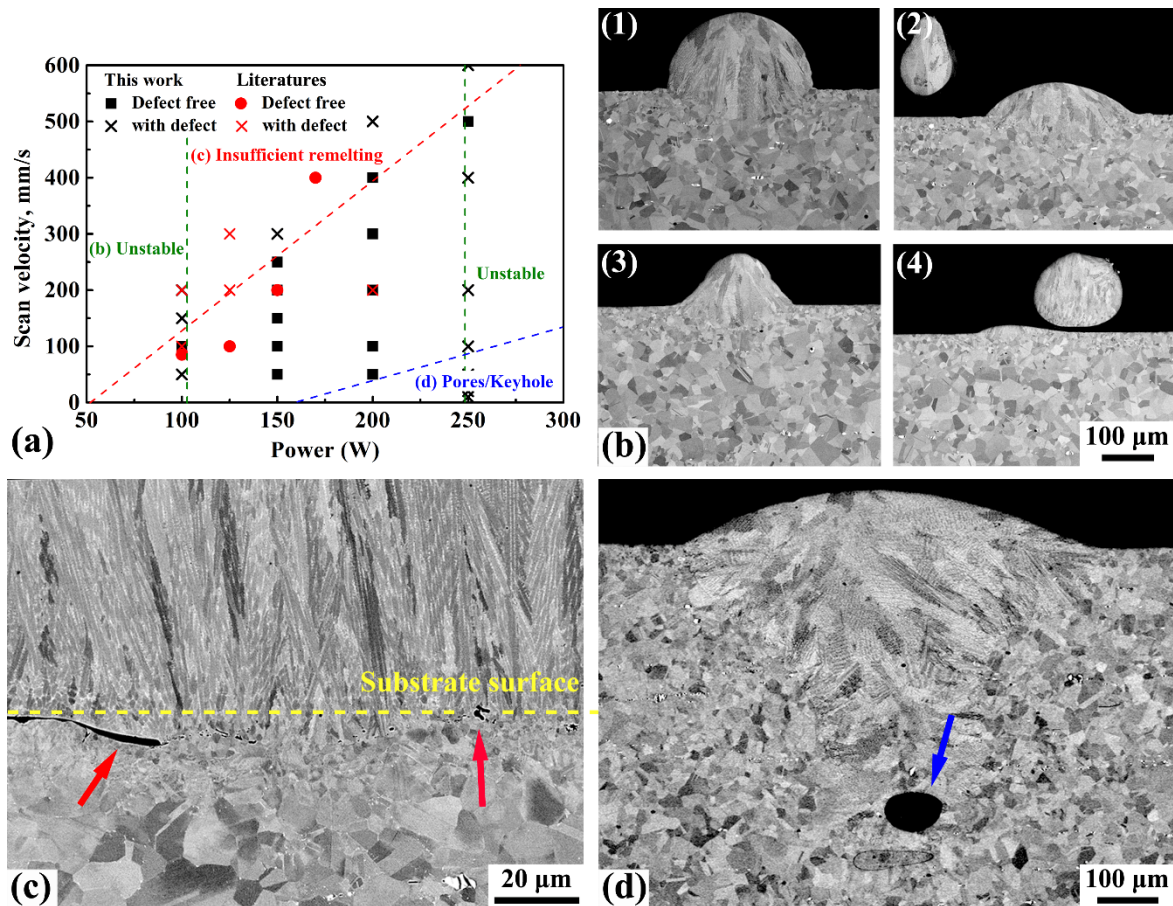 600
500
400
300
200
100
0
Scan velocity, mm/s
This work Literatures
Defect free Defect free
with defect with defect
(c) Insufficient remelting
(b) Unstable
Unstable
(d) Pores/Keyhole
50 100 150 200 250 300
Power (W)
(a)
(1)
(2)
(3)
(4)
(b)
100 μm
Substrate surface
(c)
20 μm
(d)
100 μm